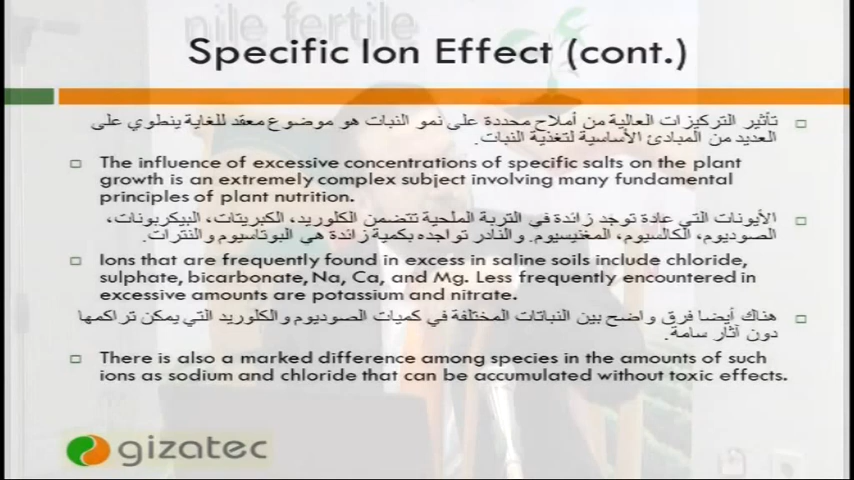 nile fertile
Specific Ion Effect (cont.)
تأثير التركيزات العالية من أملاح محددة على نمو النبات هو موضوع معقد للغاية ينطوي على
العديد من المبادئ الأساسية لتغذية النبات.
The influence of excessive concentrations of specific salts on the plant
growth is an extremely complex subject involving many fundamental
principles of plant nutrition.
الأيونات التي عادة توجد زائدة في التربة الملحية تتضمن الكلوريد، الكبريتات، البيكربونات،
الصوديوم، الكالسيوم، المغنيسيوم. والنادر تواجده بكمية زائدة هي البوتاسيوم والنترات.
Ions that are frequently found in excess in saline soils include chloride,
sulphate, bicarbonate, Na, Ca, and Mg. Less frequently encountered in
excessive amounts are potassium and nitrate.
هناك أيضا فرق واضح بين النباتات المختلفة في كميات الصوديوم والكلوريد التي يمكن تراكمها
دون آثار سامة.
There is also a marked difference among species in the amounts of such
ions as sodium and chloride that can be accumulated without toxic effects.
gizatec